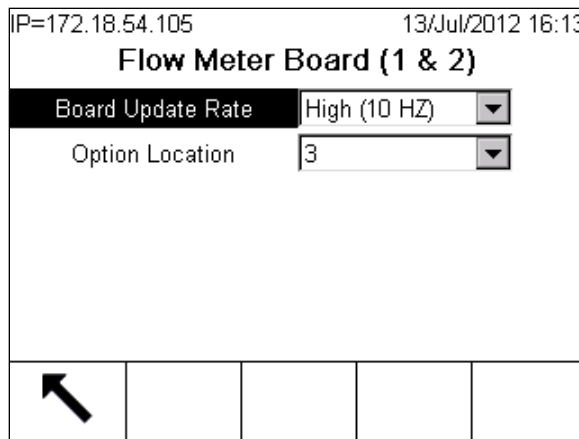 IP=172.18.54.105 13/Jul/2012 16:13
Flow Meter Board (1 & 2)
Board Update Rate High (10 HZ)
Option Location 3